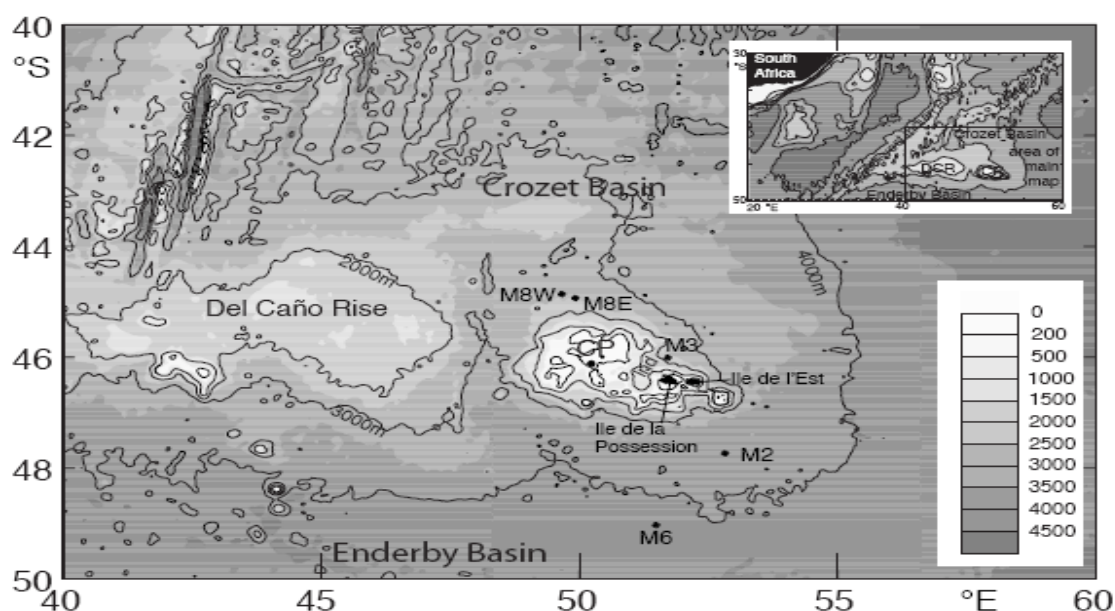 40
°S
42
44
46
48
50
40
45
50
55
°E
60
Crozet Basin
2000m
Del Caño Rise
3000m
4000m
M8W
M8E
CP
M3
Ile de l'Est
Ile de la
Possession
M2
M6
Enderby Basin
30
°S
South
Africa
Crozet Basin
area of
main
map
Enderby Basin
50
20 °E
40
60
0
200
500
1000
1500
2000
2500
3000
3500
4000
4500